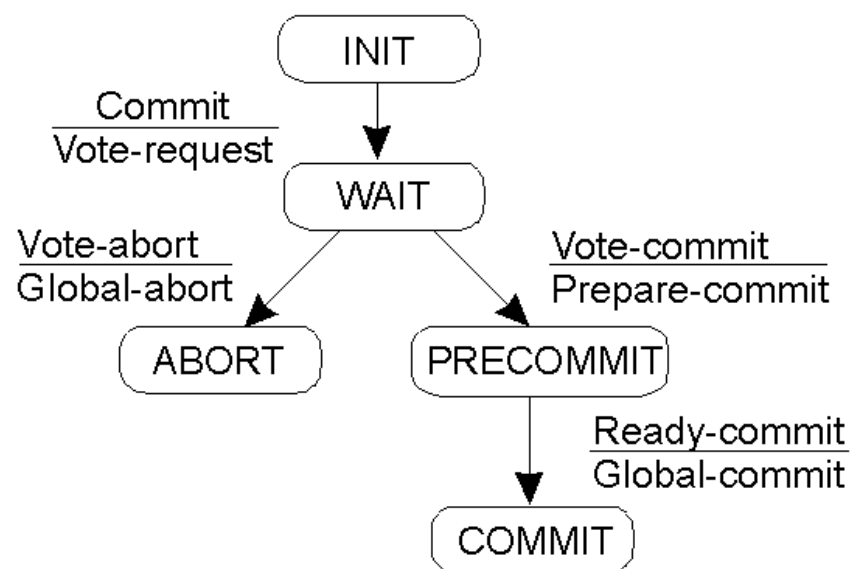 INIT
Commit
Vote-request
WAIT
Vote-abort
Global-abort
Vote-commit
Prepare-commit
ABORT
PRECOMMIT
Ready-commit
Global-commit
COMMIT